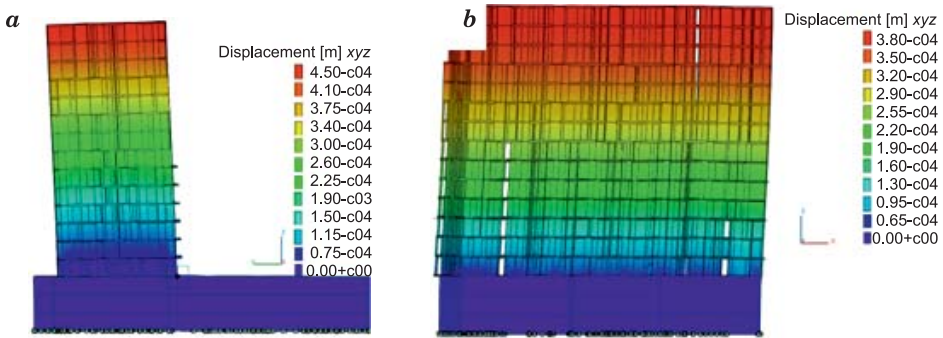 a
Displacement [m] xyz
4.50-c04
4.10-c04
3.75-c04
3.40-c04
3.00-c04
2.60-c04
2.25-c04
1.90-c03
1.50-c04
1.15-c04
0.75-c04
0.00+c00
b
Displacement [m] xyz
3.80-c04
3.50-c04
3.20-c04
2.90-c04
2.55-c04
2.20-c04
1.90-c04
1.60-c04
1.30-c04
0.95-c04
0.65-c04
0.00+c00